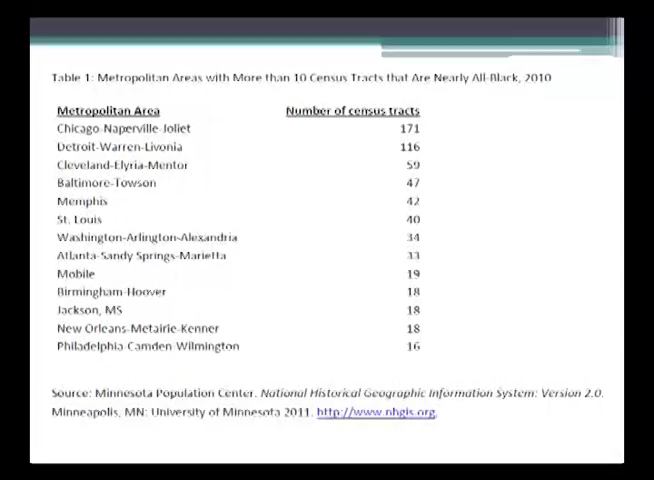 Table 1: Metropolitan Areas with More than 10 Census Tracts that Are Nearly All-Black, 2010
Metropolitan Area Number of census tracts
Chicago-Naperville-Joliet 171
Detroit-Warren-Livonia 116
Cleveland-Elyria-Mentor 59
Baltimore-Towson 47
Memphis 42
St. Louis 40
Washington-Arlington-Alexandria 34
Atlanta-Sandy Springs-Marietta 33
Mobile 19
Birmingham-Hoover 18
Jackson, MS 18
New Orleans-Metairie-Kenner 18
Philadelphia-Camden-Wilmington 16
Source: Minnesota Population Center. National Historical Geographic Information System: Version 2.0.
Minneapolis, MN: University of Minnesota 2011. http://www.nhgis.org.